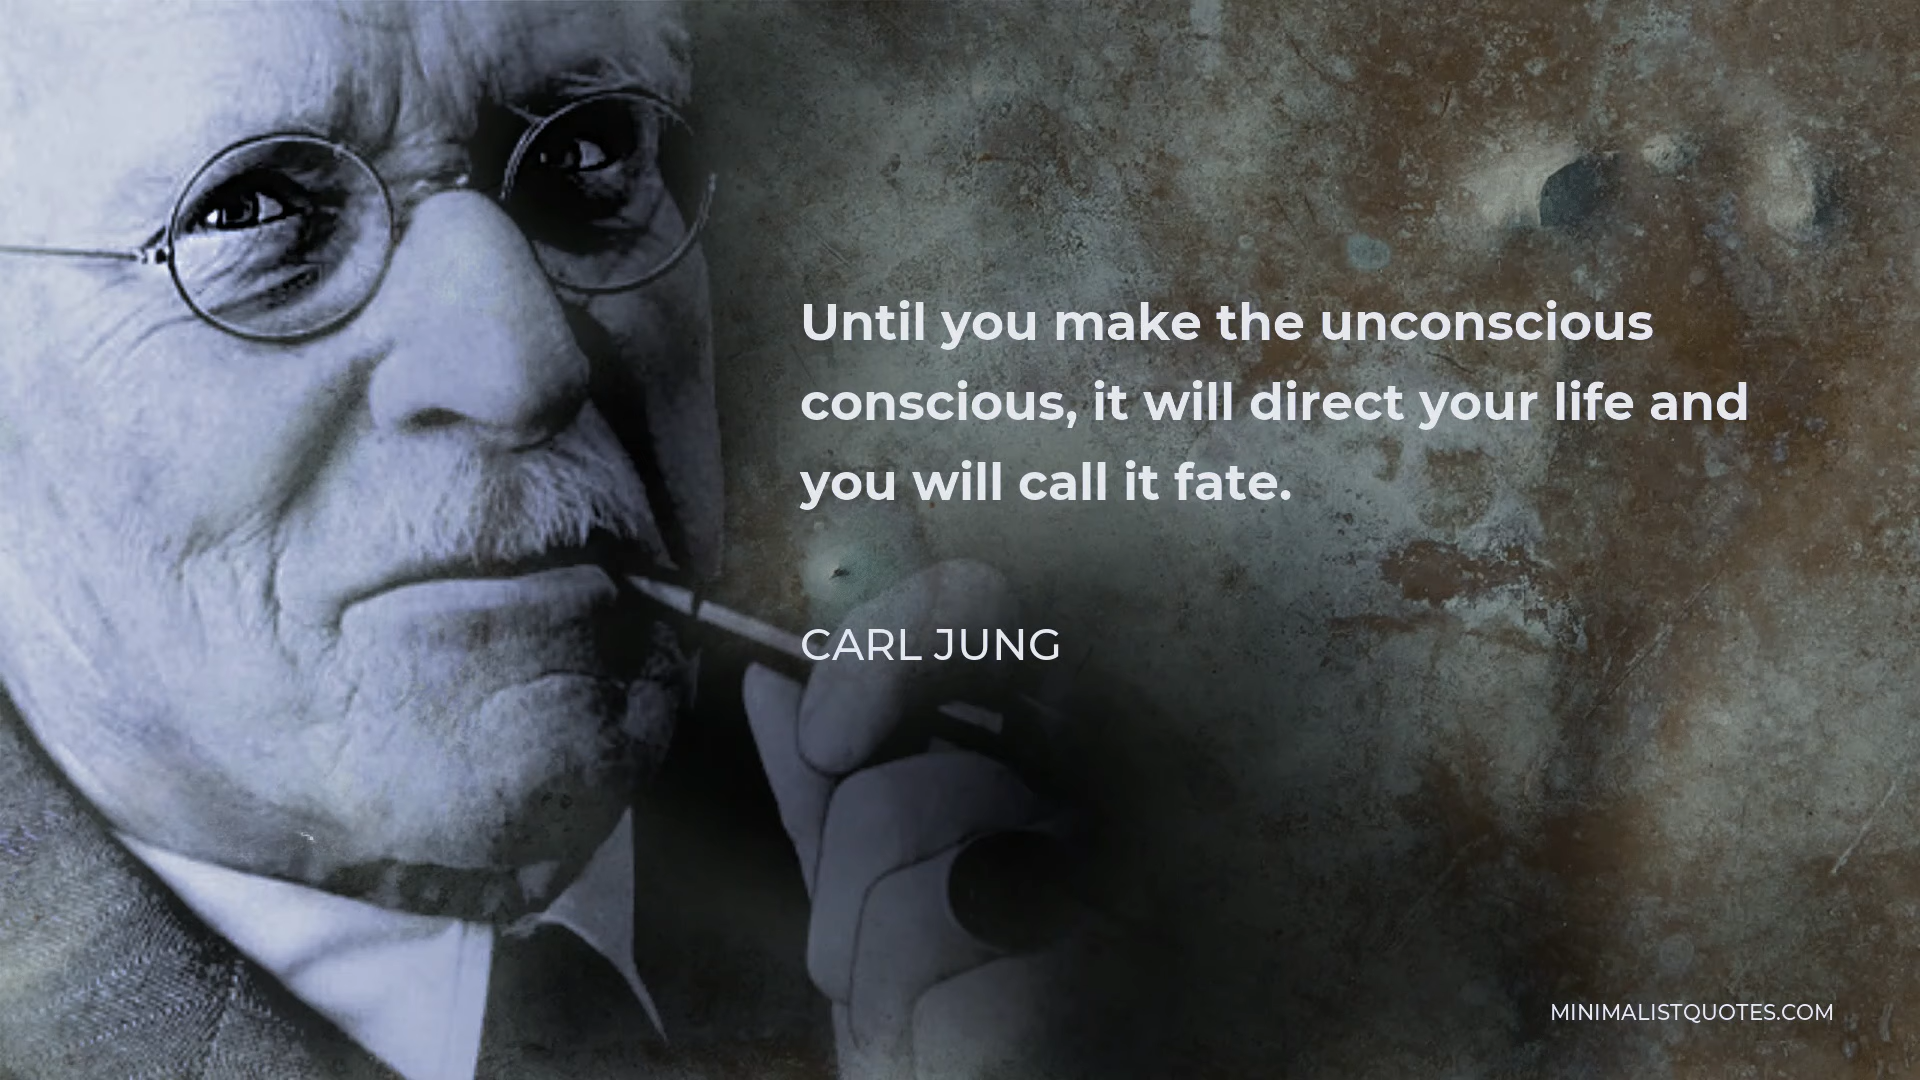 Until you make the unconscious
conscious, it will direct your life and
you will call it fate.
CARL JUNG
MINIMALISTQUOTES.COM